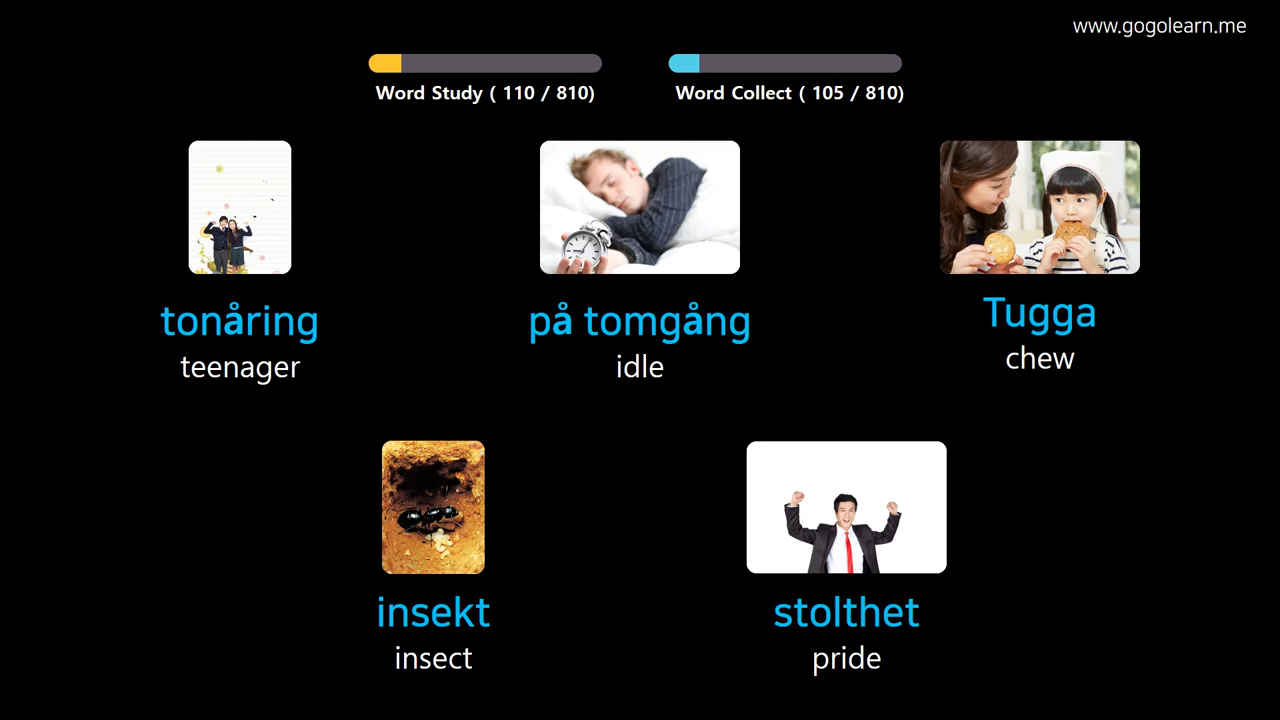 www.gogolearn.me
Word Study ( 110 / 810)
Word Collect ( 105 / 810)
tonåring
teenager
på tomgång
idle
Tugga
chew
insekt
insect
stolthet
pride